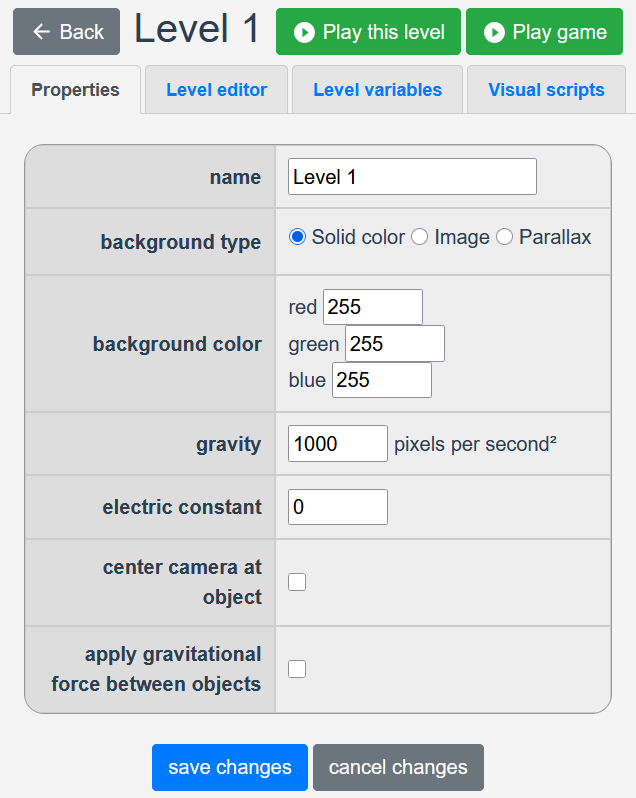 Back Level 1 Play this level Play game
Properties Level editor Level variables Visual scripts
name Level 1
background type Solid color Image Parallax
red 255
background color green 255
blue 255
gravity 1000 pixels per second²
electric constant 0
center camera at
object
apply gravitational
force between objects
save changes cancel changes